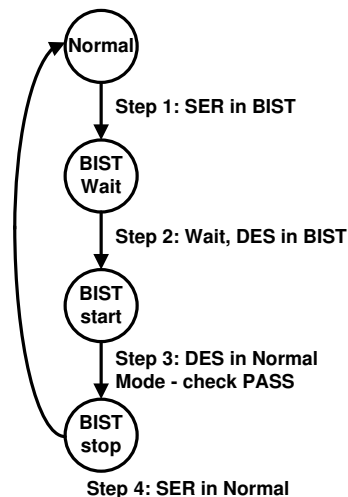 Normal
Step 1: SER in BIST
BIST
Wait
Step 2: Wait, DES in BIST
BIST
start
Step 3: DES in Normal
Mode - check PASS
BIST
stop
Step 4: SER in Normal